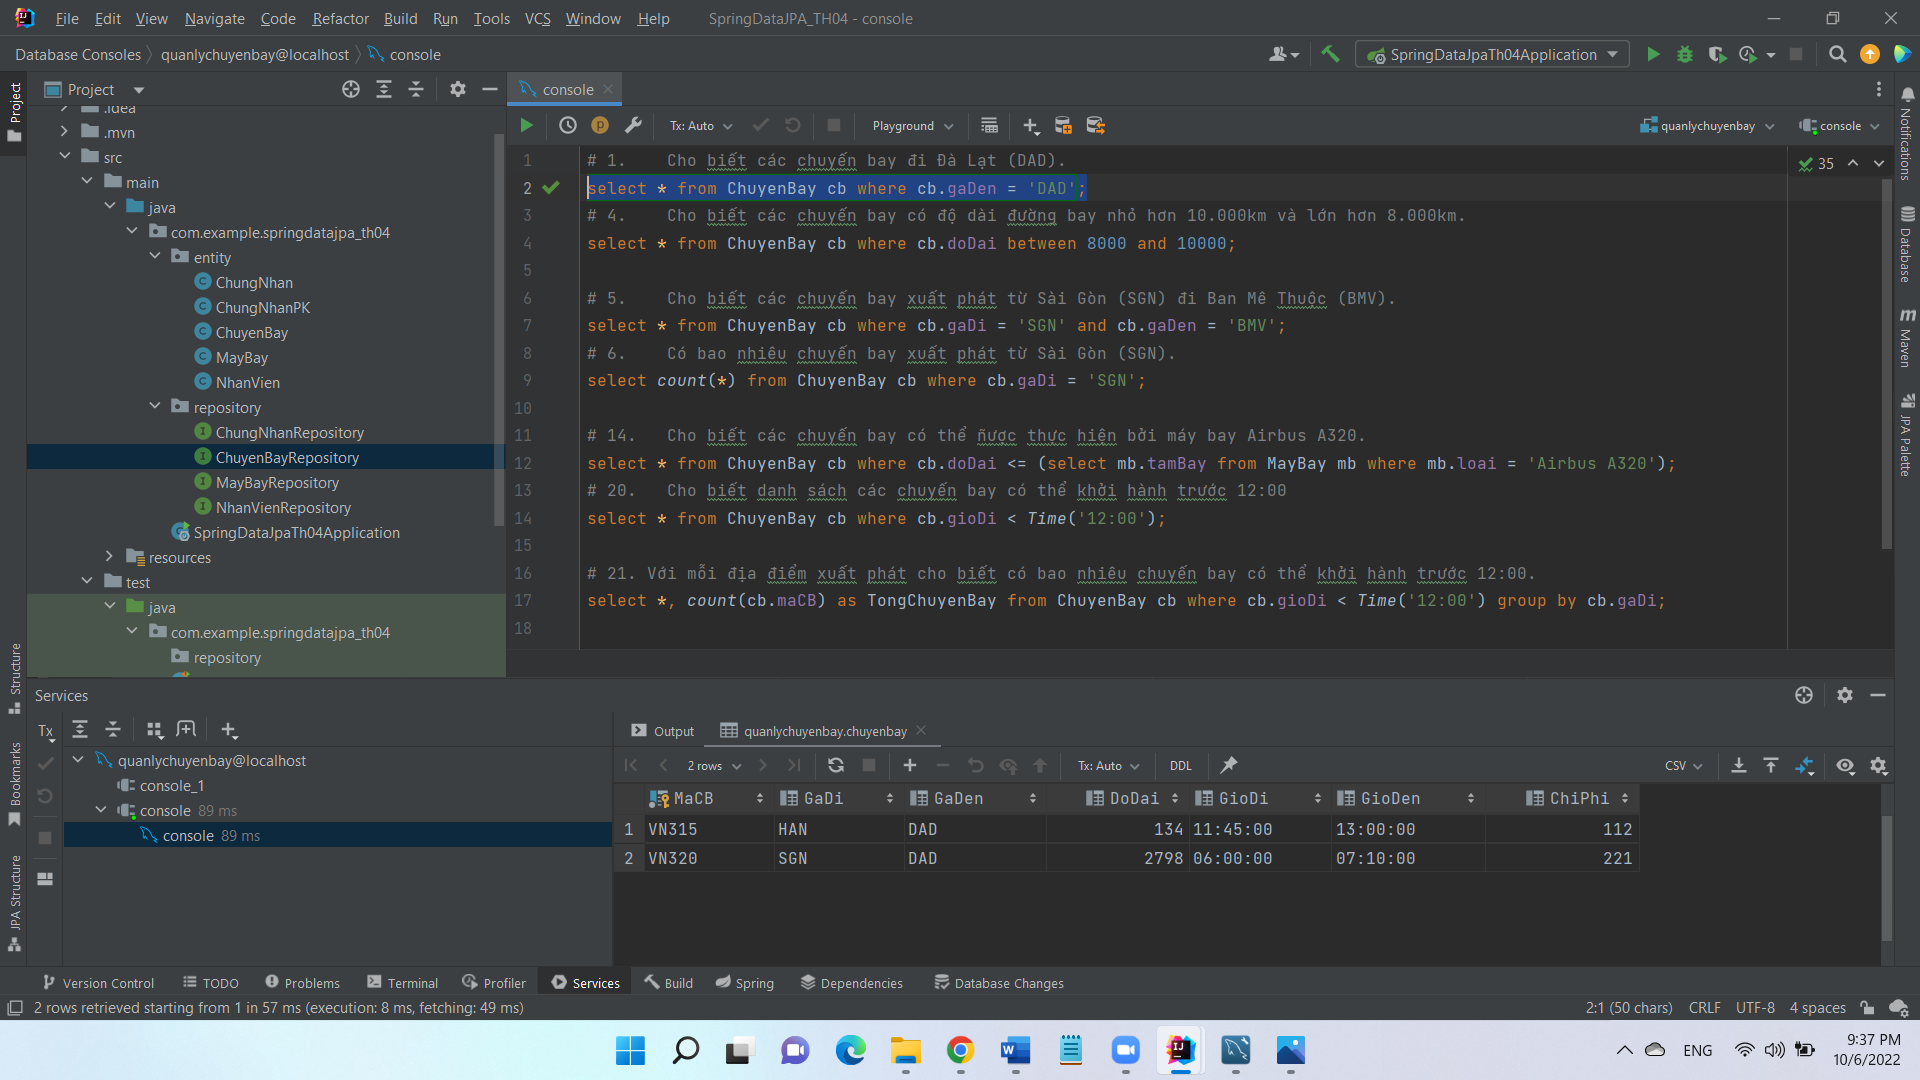 File Edit View Navigate Code Refactor Build Run Tools VCS Window Help SpringDataJPA_TH04 - console
Database Consoles quanlychuyenbay@localhost console
SpringDataJpaTh04Application
Project
Project
console
.idea
.mvn
src
main
java
com.example.springdatajpa_th04
entity
ChungNhan
ChungNhanPK
ChuyenBay
MayBay
NhanVien
repository
ChungNhanRepository
ChuyenBayRepository
MayBayRepository
NhanVienRepository
SpringDataJpaTh04Application
resources
test
java
com.example.springdatajpa_th04
repository
Tx: Auto Playground quanlychuyenbay console
35
1 # 1. Cho biết các chuyến bay đi Đà Lạt (DAD).
2 select * from ChuyenBay cb where cb.gaDen = 'DAD';
3 # 4. Cho biết các chuyến bay có độ dài đường bay nhỏ hơn 10.000km và lớn hơn 8.000km.
4 select * from ChuyenBay cb where cb.doDai between 8000 and 10000;
5
6 # 5. Cho biết các chuyến bay xuất phát từ Sài Gòn (SGN) đi Ban Mê Thuộc (BMV).
7 select * from ChuyenBay cb where cb.gaDi = 'SGN' and cb.gaDen = 'BMV';
8 # 6. Có bao nhiêu chuyến bay xuất phát từ Sài Gòn (SGN).
9 select count(*) from ChuyenBay cb where cb.gaDi = 'SGN';
10
11 # 14. Cho biết các chuyến bay có thể ñược thực hiện bởi máy bay Airbus A320.
12 select * from ChuyenBay cb where cb.doDai <= (select mb.tamBay from MayBay mb where mb.loai = 'Airbus A320');
13 # 20. Cho biết danh sách các chuyến bay có thể khởi hành trước 12:00
14 select * from ChuyenBay cb where cb.gioDi < Time('12:00');
15
16 # 21. Với mỗi địa điểm xuất phát cho biết có bao nhiêu chuyến bay có thể khởi hành trước 12:00.
17 select *, count(cb.maCB) as TongChuyenBay from ChuyenBay cb where cb.gioDi < Time('12:00') group by cb.gaDi;
18
Notifications
Database
Maven
JPA Palette
Structure
Bookmarks
JPA Structure
Services
Tx
quanlychuyenbay@localhost
console_1
console 89 ms
console 89 ms
Output quanlychuyenbay.chuyenbay
2 rows Tx: Auto DDL CSV
MaCB GaDi GaDen DoDai GioDi GioDen ChiPhi
1 VN315 HAN DAD 134 11:45:00 13:00:00 112
2 VN320 SGN DAD 2798 06:00:00 07:10:00 221
Version Control TODO Problems Terminal Profiler Services Build Spring Dependencies Database Changes
2 rows retrieved starting from 1 in 57 ms (execution: 8 ms, fetching: 49 ms) 2:1 (50 chars) CRLF UTF-8 4 spaces
ENG 9:37 PM
10/6/2022